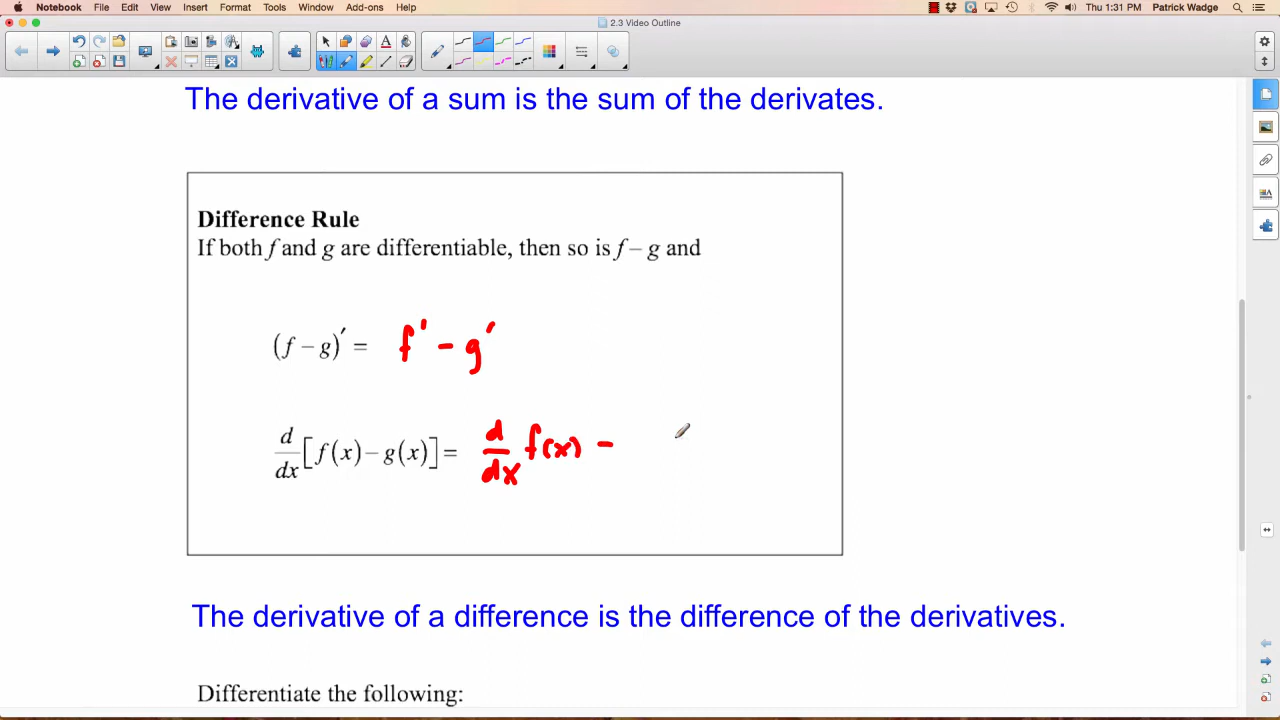 Notebook File Edit View Insert Format Tools Window Add-ons Help Thu 1:31 PM Patrick Wadge
2.3 Video Outline
The derivative of a sum is the sum of the derivates.
Difference Rule
If both f and g are differentiable, then so is f – g and
(f – g)′ = f′ – g′
d/dx [f(x) – g(x)] = d/dx f(x) –
The derivative of a difference is the difference of the derivatives.
Differentiate the following: